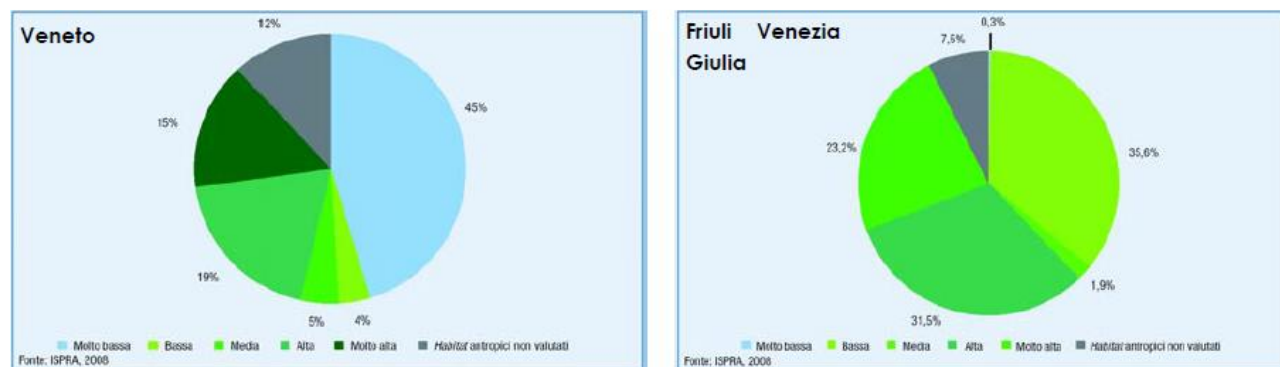 Veneto
12%
45%
15%
19%
5%
4%
Molto bassa Bassa Media Alta Molto alta Habitat antropici non valutati
Fonte: ISPRA, 2008
Friuli Venezia
Giulia
0,3%
7,5%
23,2%
35,6%
1,9%
31,5%
Molto bassa Bassa Media Alta Molto alta Habitat antropici non valutati
Fonte: ISPRA, 2008